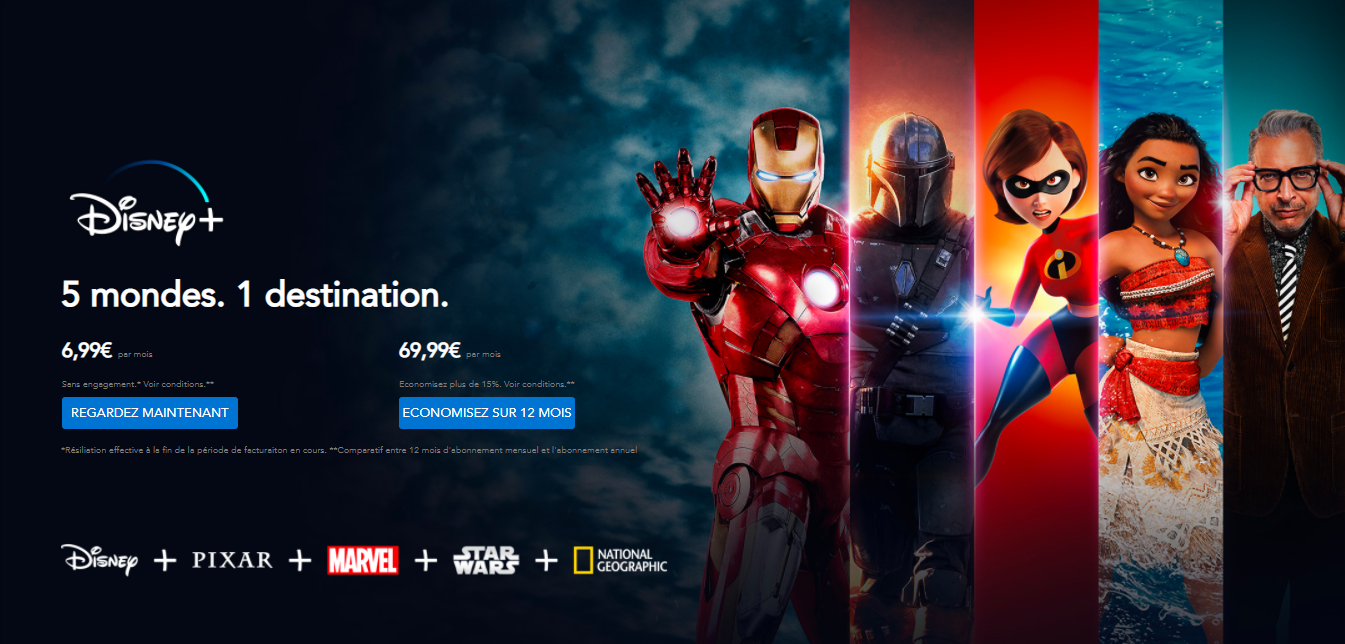 Disney+
5 mondes. 1 destination.
6,99€ par mois
69,99€ par mois
Sans engagement.* Voir conditions.**
Economisez plus de 15%. Voir conditions.**
REGARDEZ MAINTENANT
ECONOMISEZ SUR 12 MOIS
*Résiliation effective à la fin de la période de facturaiton en cours. **Comparatif entre 12 mois d'abonnement mensuel et l'abonnement annuel
Disney + PIXAR + MARVEL + STAR WARS + NATIONAL GEOGRAPHIC